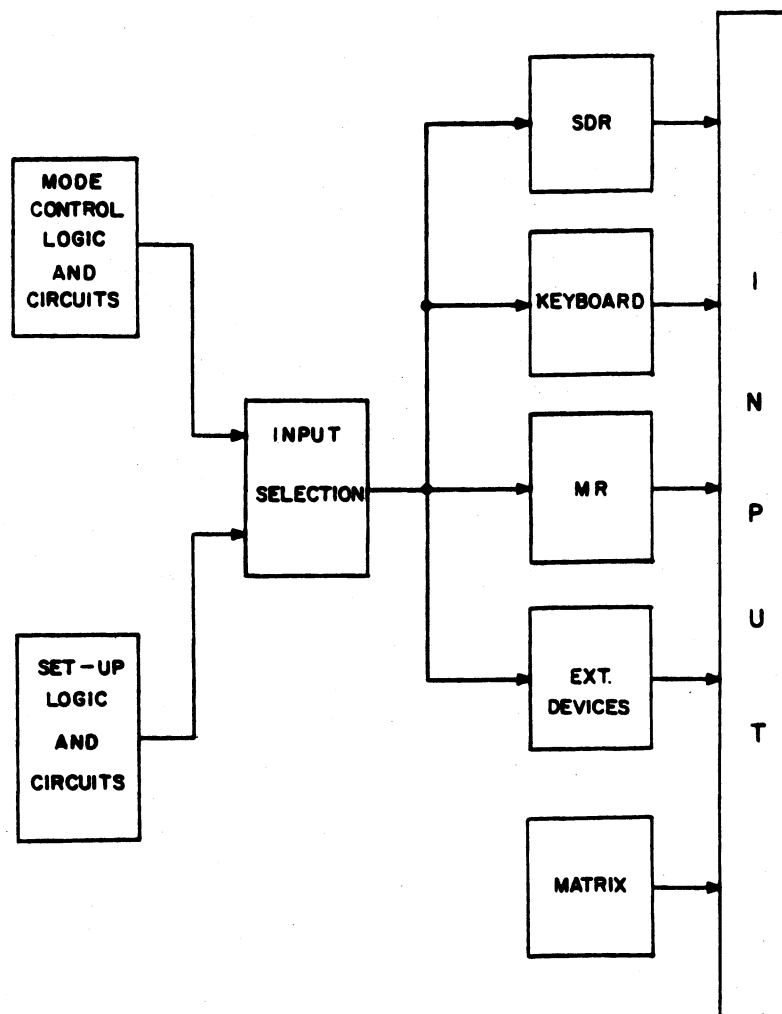 MODE
CONTROL
LOGIC
AND
CIRCUITS
SET-UP
LOGIC
AND
CIRCUITS
INPUT
SELECTION
SDR
KEYBOARD
MR
EXT.
DEVICES
MATRIX
I
N
P
U
T